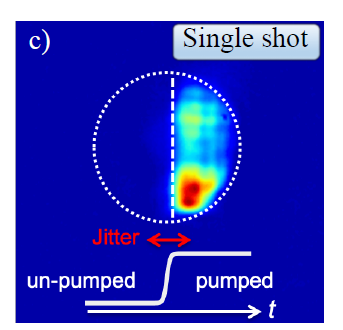 c)
Single shot
Jitter
un-pumped
pumped
t